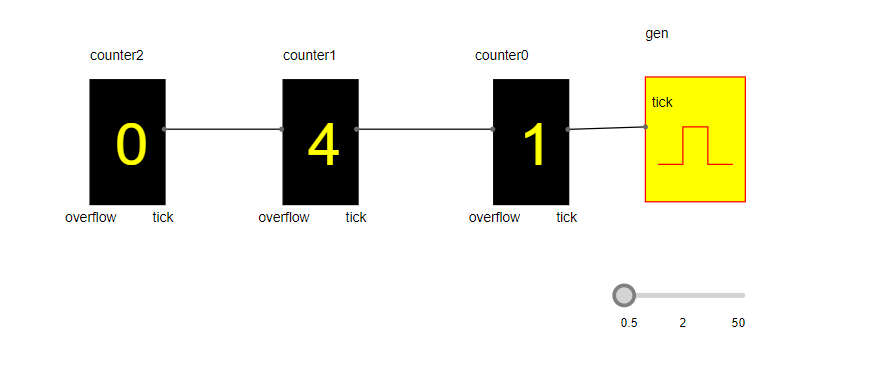 gen
counter2 counter1 counter0
tick
0 4 1
overflow tick overflow tick overflow tick
0.5 2 50